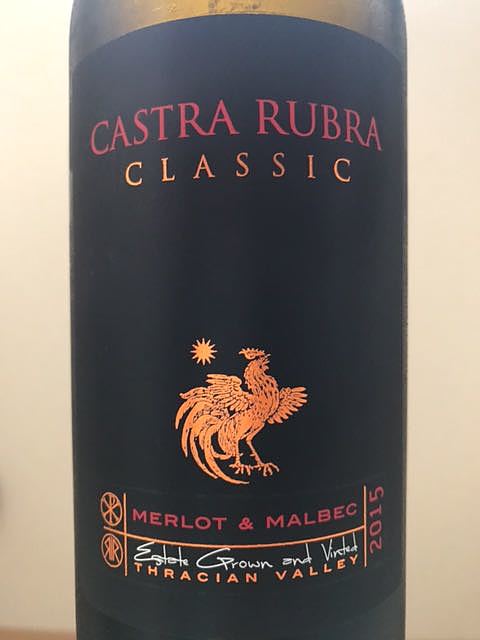 CASTRA RUBRA
CLASSIC
MERLOT & MALBEC
2015
Estate Grown and Vinted
THRACIAN VALLEY